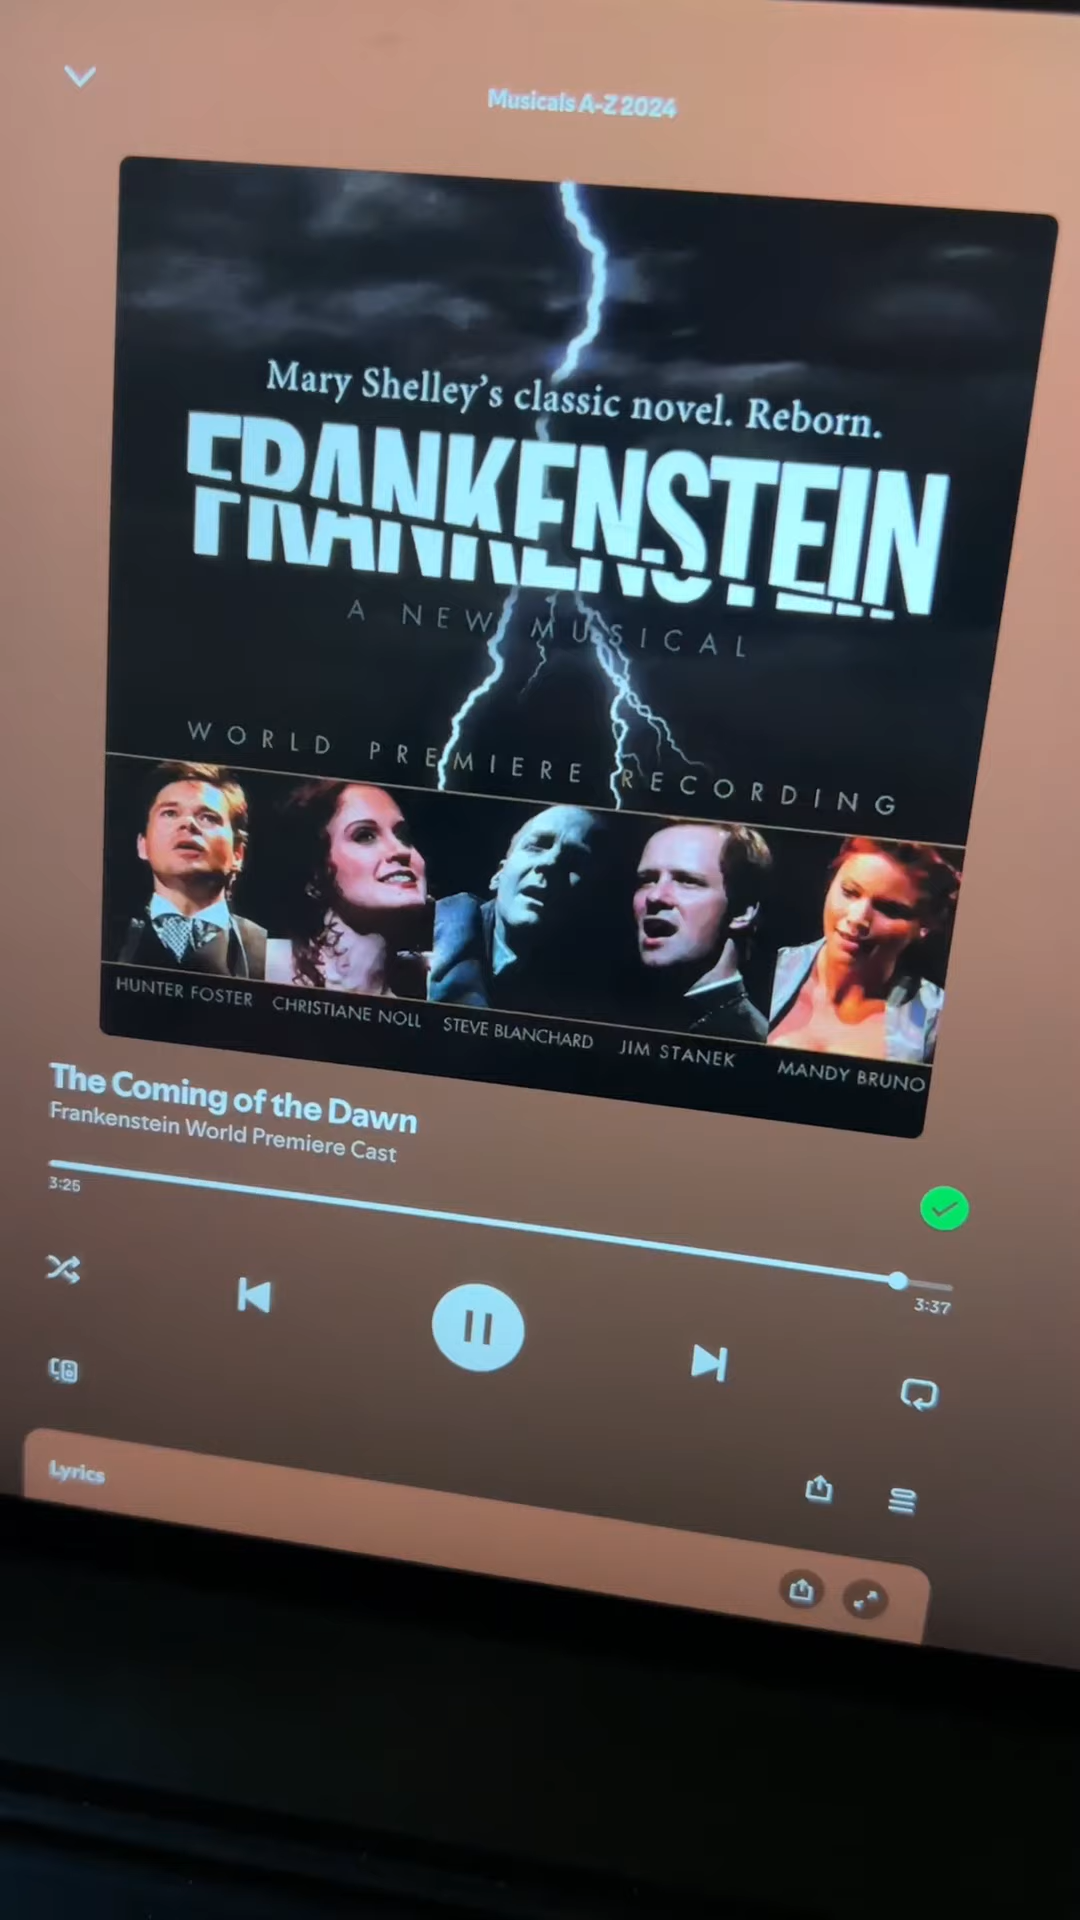 Musicals A-Z 2024
Mary Shelley's classic novel. Reborn.
FRANKENSTEIN
A NEW MUSICAL
WORLD PREMIERE RECORDING
HUNTER FOSTER CHRISTIANE NOLL STEVE BLANCHARD JIM STANEK MANDY BRUNO
The Coming of the Dawn
Frankenstein World Premiere Cast
3:25
3:37
Lyrics